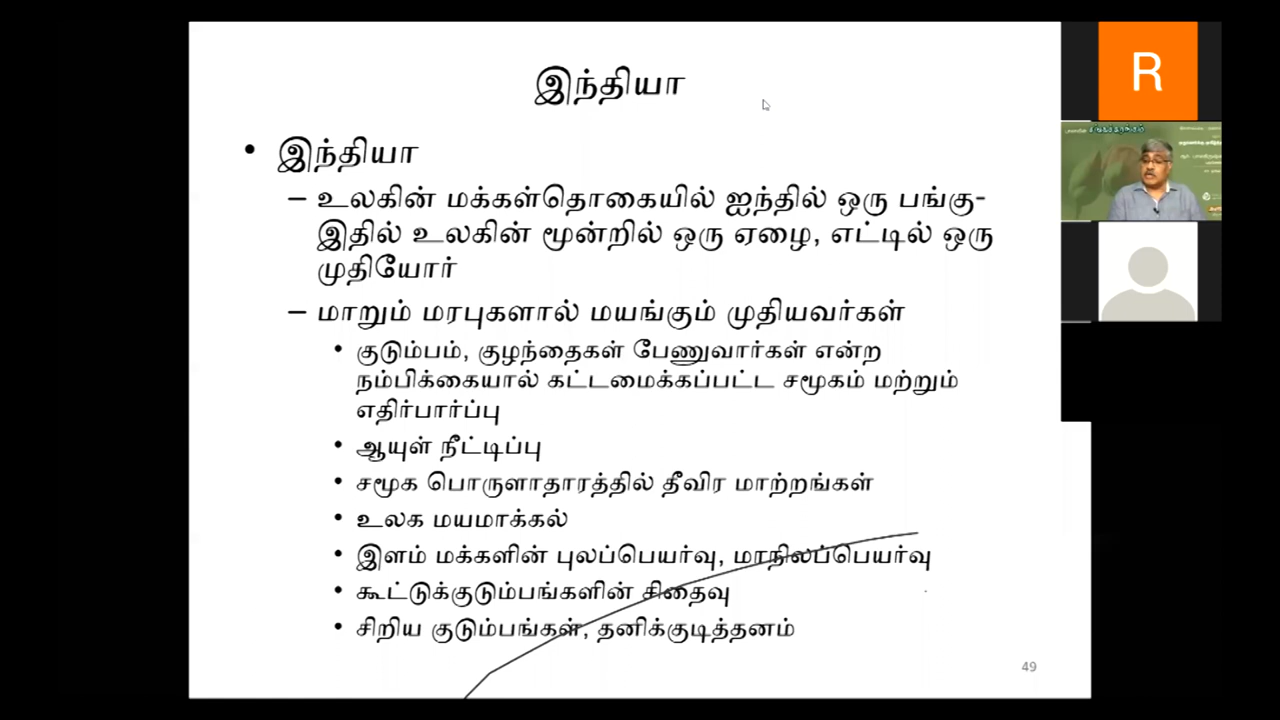 இந்தியா
• இந்தியா
– உலகின் மக்கள்தொகையில் ஐந்தில் ஒரு பங்கு-
இதில் உலகின் மூன்றில் ஒரு ஏழை, எட்டில் ஒரு
முதியோர்
– மாறும் மரபுகளால் மயங்கும் முதியவர்கள்
• குடும்பம், குழந்தைகள் பேணுவார்கள் என்ற
நம்பிக்கையால் கட்டமைக்கப்பட்ட சமூகம் மற்றும்
எதிர்பார்ப்பு
• ஆயுள் நீட்டிப்பு
• சமூக பொருளாதாரத்தில் தீவிர மாற்றங்கள்
• உலக மயமாக்கல்
• இளம் மக்களின் புலப்பெயர்வு, மரநிலப்பெயர்வு
• கூட்டுக்குடும்பங்களின் சிதைவு
• சிறிய குடும்பங்கள், தனிக்குடித்தனம்
49
R